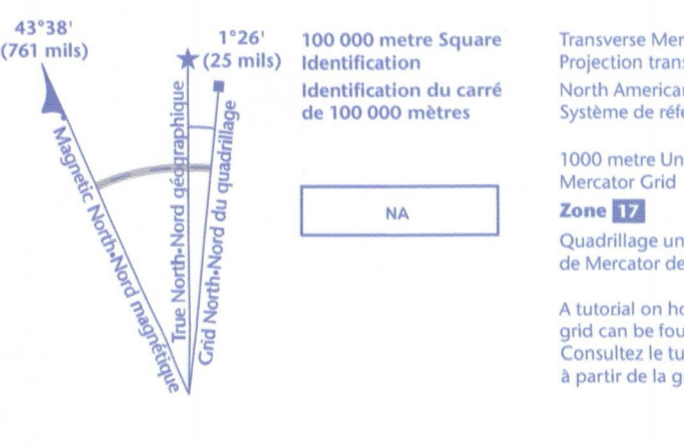 43°38'
(761 mils)
1°26'
(25 mils)
Magnetic North•Nord magnétique
True North•Nord géographique
Grid North•Nord du quadrillage
100 000 metre Square
Identification
Identification du carré
de 100 000 mètres
NA
Transverse Mer
Projection trans
North American
Système de réfé
1000 metre Un
Mercator Grid
Zone 17
Quadrillage un
de Mercator de
A tutorial on ho
grid can be fou
Consultez le tu
à partir de la g